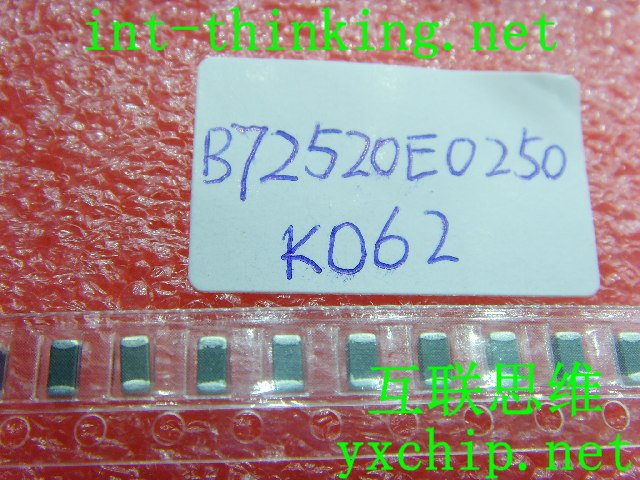 int-thinking.net
B72520E0250
K062
互联思维
yxchip.net